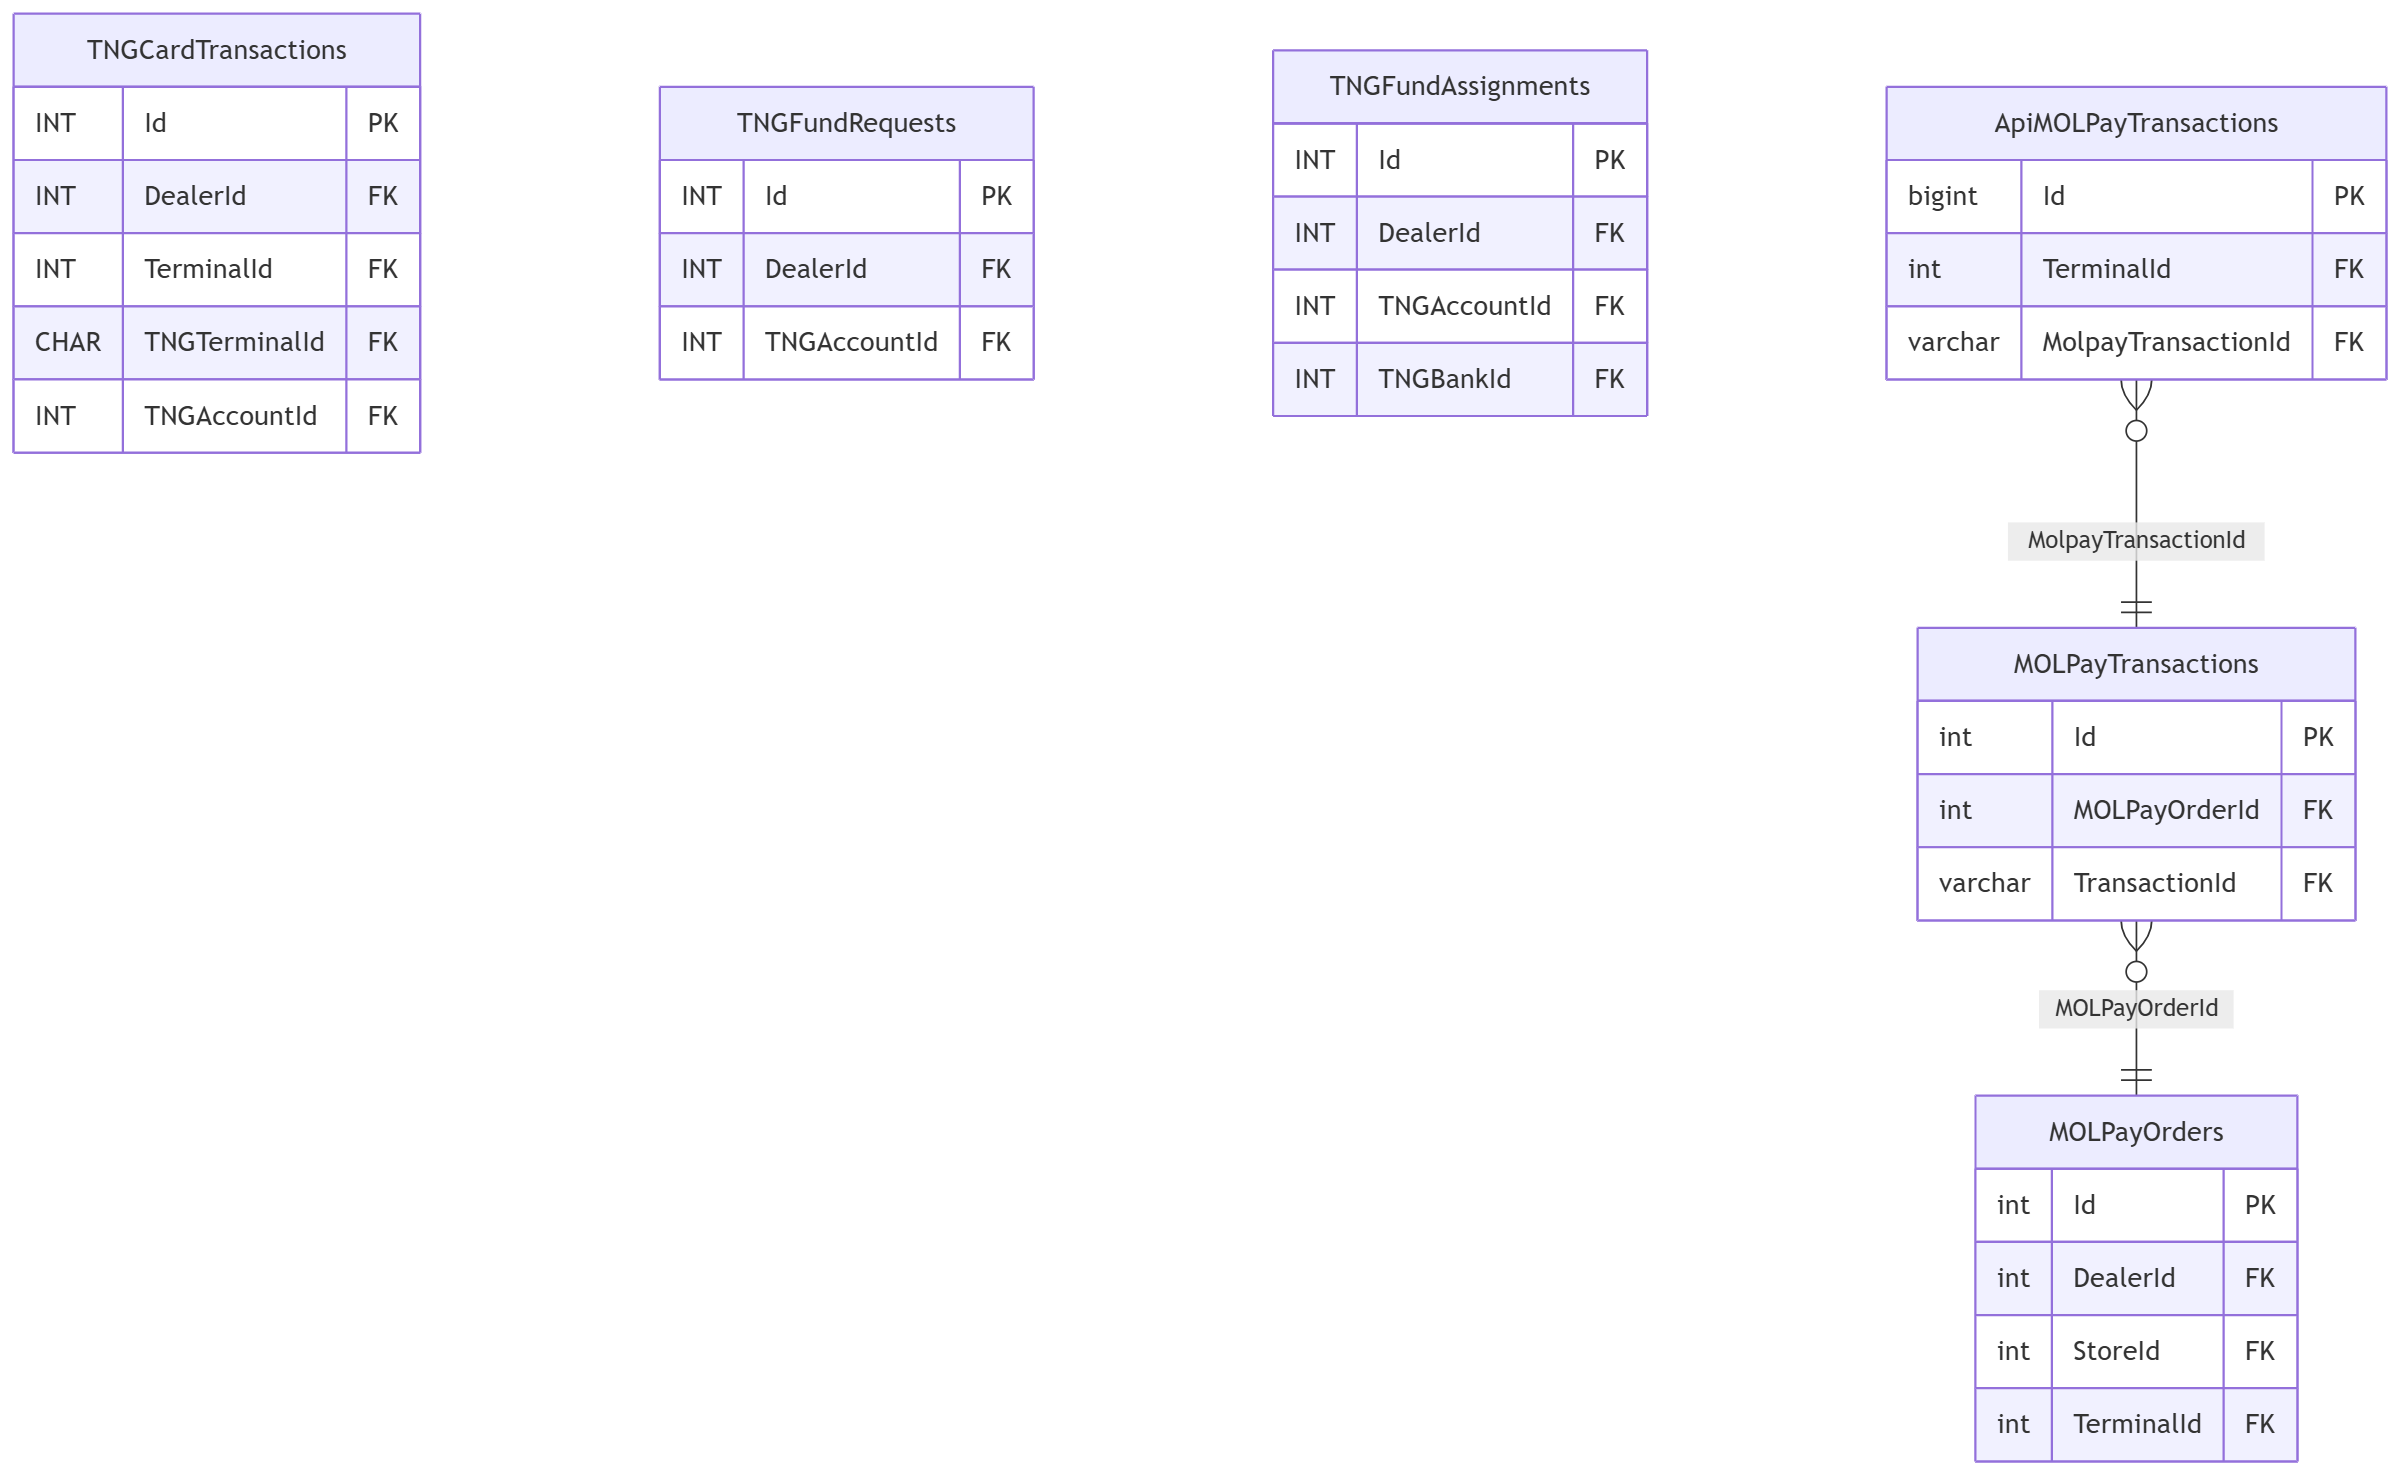 TNGCardTransactions
INT Id PK
INT DealerId FK
INT TerminalId FK
CHAR TNGTerminalId FK
INT TNGAccountId FK
TNGFundRequests
INT Id PK
INT DealerId FK
INT TNGAccountId FK
TNGFundAssignments
INT Id PK
INT DealerId FK
INT TNGAccountId FK
INT TNGBankId FK
ApiMOLPayTransactions
bigint Id PK
int TerminalId FK
varchar MolpayTransactionId FK
MolpayTransactionId
MOLPayTransactions
int Id PK
int MOLPayOrderId FK
varchar TransactionId FK
MOLPayOrderId
MOLPayOrders
int Id PK
int DealerId FK
int StoreId FK
int TerminalId FK